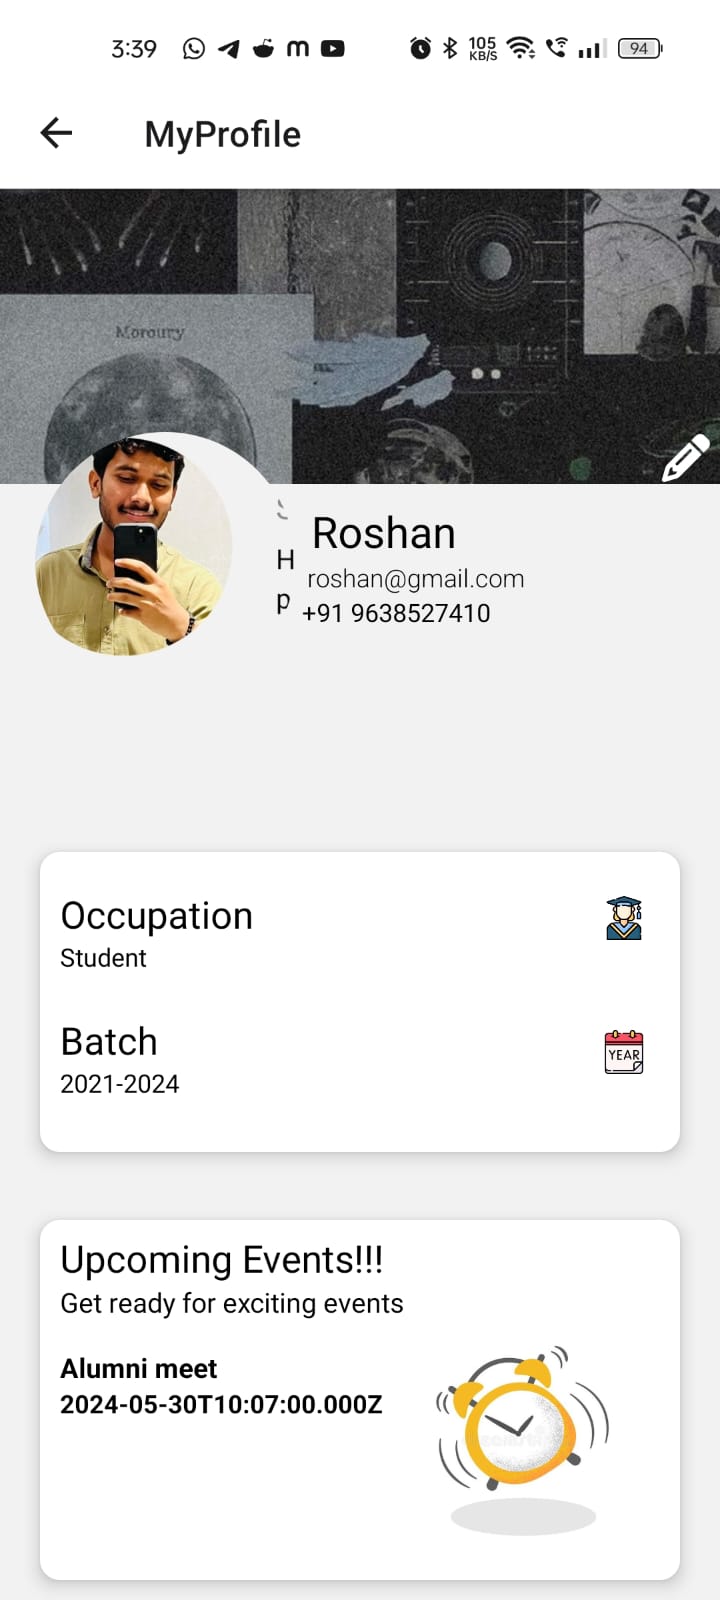 3:39 105 KB/S 94
MyProfile
Moroury
Roshan
H
roshan@gmail.com
p +91 9638527410
Occupation
Student
Batch
YEAR
2021-2024
Upcoming Events!!!
Get ready for exciting events
Alumni meet
2024-05-30T10:07:00.000Z